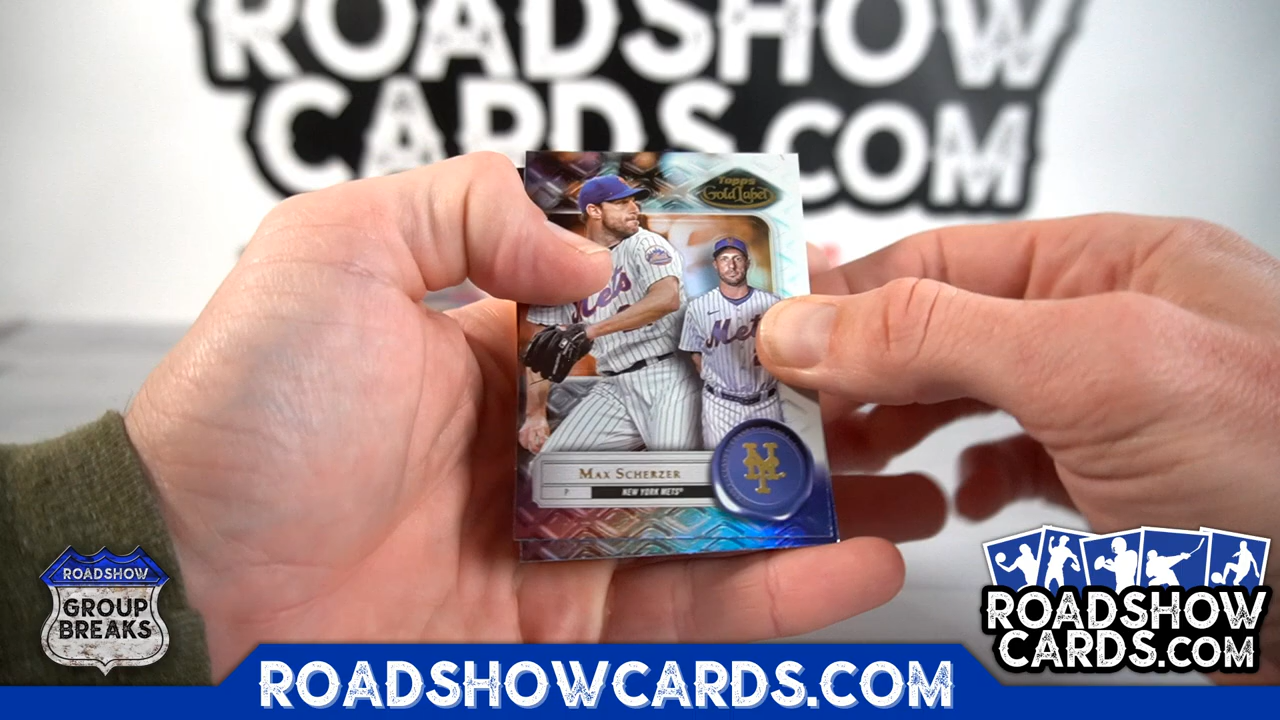 ROADSHOW
CARDS.COM
Topps
Gold Label
Mets
Mets
MAX SCHERZER
P
NEW YORK METS
NY
ROADSHOW
GROUP
BREAKS
ROADSHOW
CARDS.COM
ROADSHOWCARDS.COM